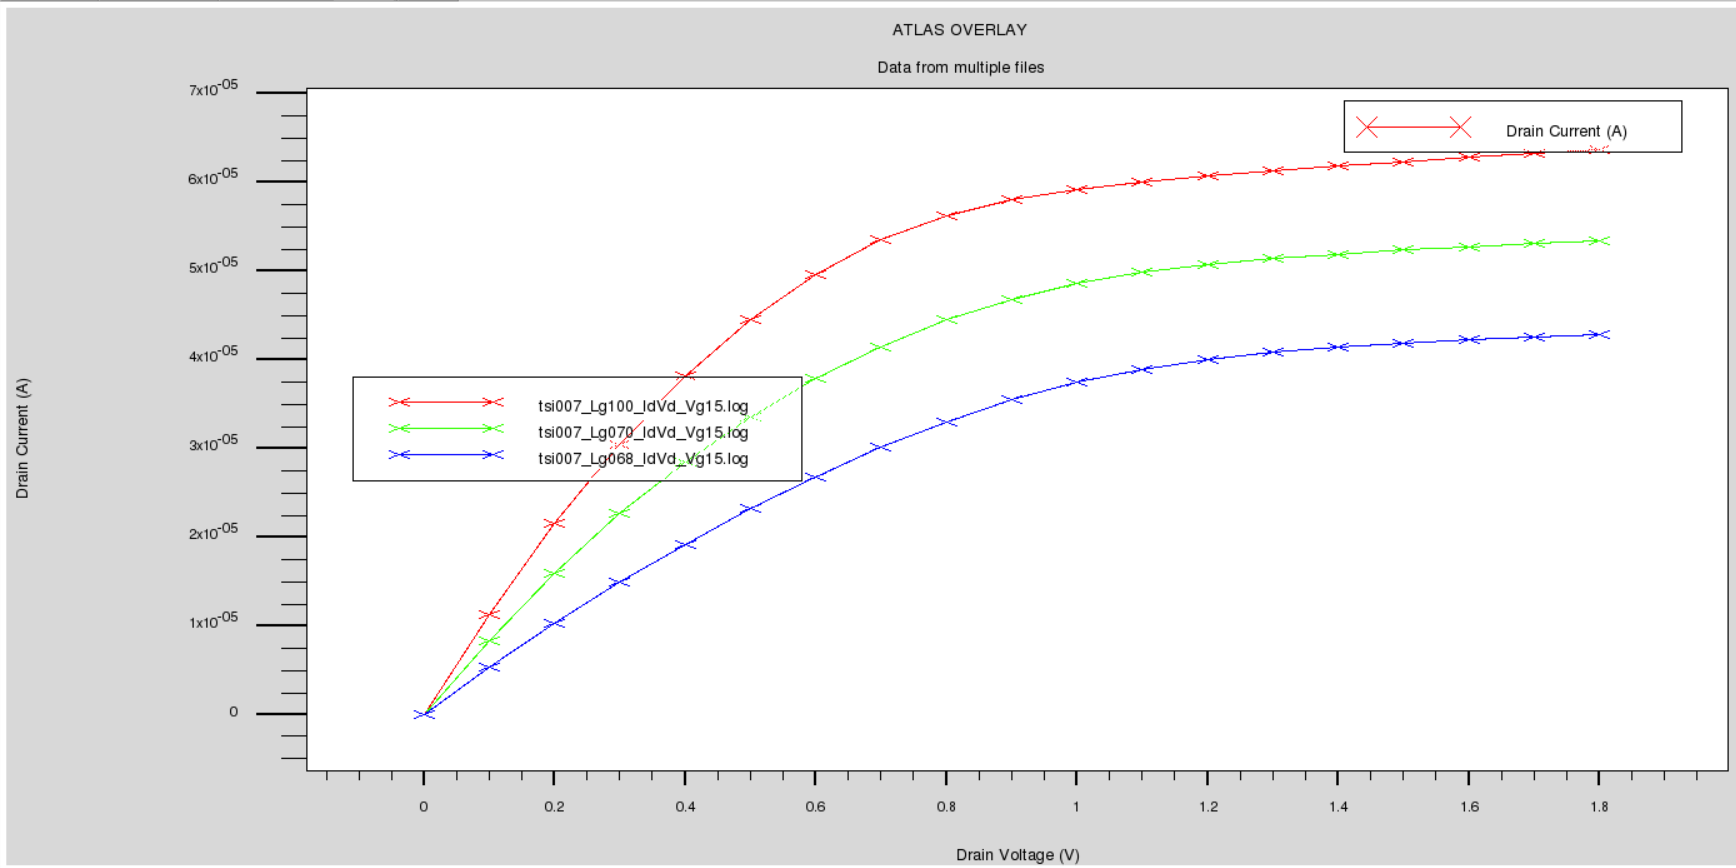 ATLAS OVERLAY
Data from multiple files
7x10^-05
6x10^-05
5x10^-05
4x10^-05
3x10^-05
2x10^-05
1x10^-05
0
Drain Current (A)
Drain Current (A)
tsi007_Lg100_IdVd_Vg15.log
tsi007_Lg070_IdVd_Vg15.log
tsi007_Lg068_IdVd_Vg15.log
0 0.2 0.4 0.6 0.8 1 1.2 1.4 1.6 1.8
Drain Voltage (V)